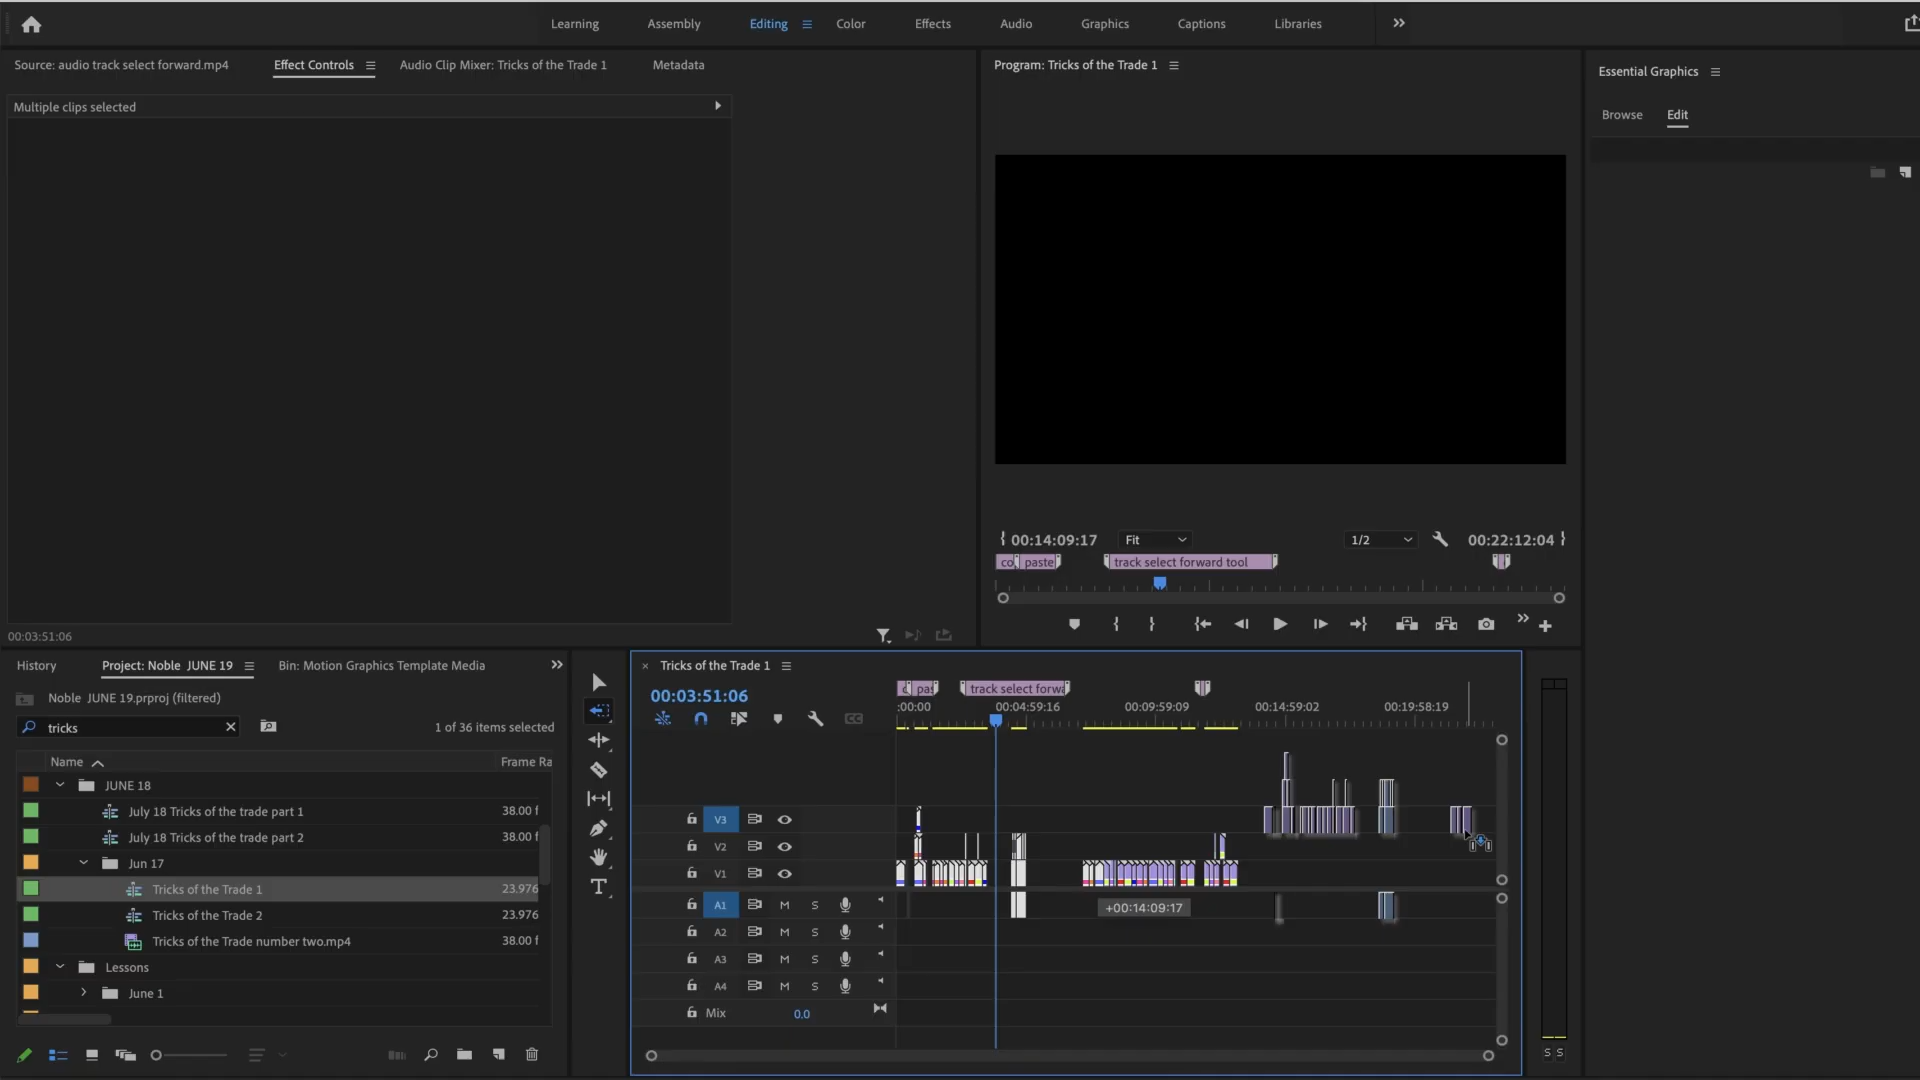 Learning Assembly Editing Color Effects Audio Graphics Captions Libraries
Source: audio track select forward.mp4 Effect Controls Audio Clip Mixer: Tricks of the Trade 1 Metadata
Multiple clips selected
00:03:51:06
Program: Tricks of the Trade 1
00:14:09:17 Fit 1/2 00:22:12:04
co paste track select forward tool
Essential Graphics
Browse Edit
History Project: Noble JUNE 19 Bin: Motion Graphics Template Media
Noble JUNE 19.prproj (filtered)
tricks 1 of 36 items selected
Name Frame Ra
JUNE 18
July 18 Tricks of the trade part 1 38.00 f
July 18 Tricks of the trade part 2 38.00 f
Jun 17
Tricks of the Trade 1 23.976
Tricks of the Trade 2 23.976
Tricks of the Trade number two.mp4 38.00 f
Lessons
June 1
T
Tricks of the Trade 1
00:03:51:06
pas track select forwa
:00:00 00:04:59:16 00:09:59:09 00:14:59:02 00:19:58:19
V3
V2
V1
A1 M S
+00:14:09:17
A2 M S
A3 M S
A4 M S
Mix 0.0
S S